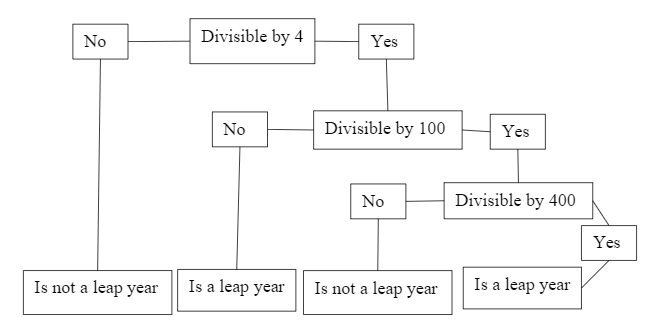 No
Divisible by 4
Yes
No
Divisible by 100
Yes
No
Divisible by 400
Yes
Is not a leap year
Is a leap year
Is not a leap year
Is a leap year